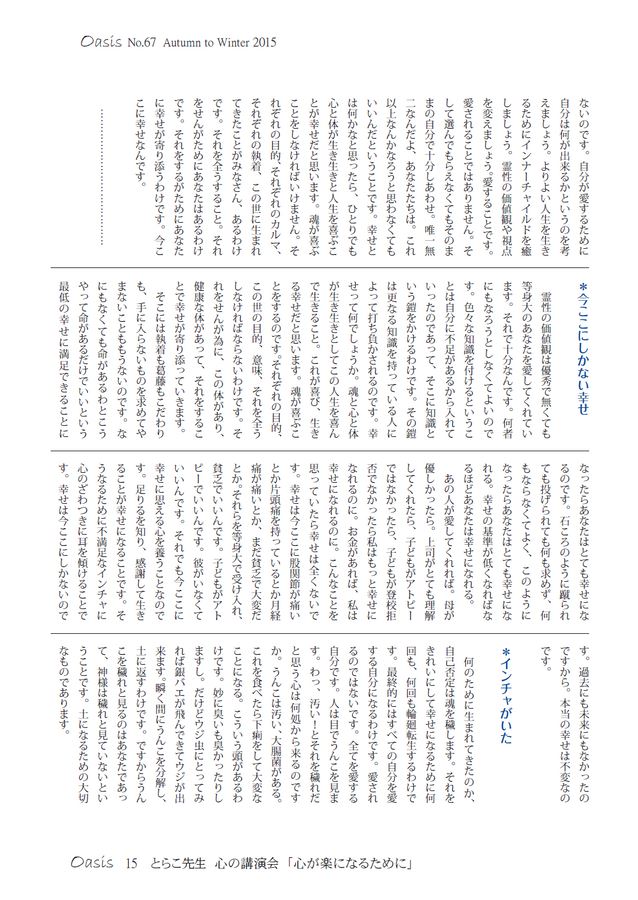 Oasis No.67 Autumn to Winter 2015
ないのです。自分が愛するために
自分は何が出来るかというのを考
えましょう。よりよい人生を生き
るためにインナーチャイルドを癒
しましょう。霊性の価値観や視点
を変えましょう。愛することです。
愛されることではありません。そ
して選んでもらえなくてもそのま
まの自分で十分しあわせ。唯一無
二なんだよ、あなたたちは。これ
以上なんかなろうと思わなくても
いいんだということです。幸せと
は何かなと思ったら、ひとりでも
心と体が生き生きと人生を喜ぶこ
とが幸せだと思います。魂が喜ぶ
ことをしなければいけません。そ
れぞれの目的、それぞれのカルマ、
それぞれの執着、この世に生まれ
てきたことがみなさん、あるわけ
です。それを全うすること。それ
をせんがためにあなたはあるわけ
です。それをするがためにあなた
に幸せが寄り添うわけです。今こ
こに幸せなんです。
*今ここにしかない幸せ
霊性の価値観は優秀で無くても
等身大のあなたを愛してくれてい
ます。それで十分なんです。何者
にもなろうとしなくてよいので
す。色々な知識を付けるというこ
とは自分に不足があるから入れて
いったのであって、そこに知識と
いう鎧をかけるわけです。その鎧
は更なる知識を持っている人に
よって打ち負かされるのです。幸
せって何でしょうか。魂と心と体
が生き生きとしてこの人生を喜ん
で生きること。これが喜び、生き
る幸せだと思います。魂が喜ぶこ
とをするのです。それぞれの目的、
この世の目的、意味、それを全う
しなければならないわけです。そ
れをせんが為に、この体があり、
健康な体があって、それをするこ
とで幸せが寄り添っていきます。
そこには執着も葛藤もこだわり
も、手に入らないものを求めてや
まないこともうないのです。な
にもなくても命があるわとこう
やって命があるだけでいいという
最低の幸せに満足できることに
なったらあなたはとても幸せにな
るのです。石ころのように蹴られ
ても投げられても何も求めず、何
もならなくてよく、このように
なったらあなたはとても幸せにな
れる。幸せの基準が低くなればな
るほどあなたは幸せになれる。
あの人が愛してくれれば。母が
優しかったら。上司がとても理解
してくれたら、子どもがアトピー
ではなかったら、子どもが登校拒
否でなかったら私はもっと幸せに
なれるのに。お金があれば、私は
幸せになれるのに。こんなことを
思っていたら幸せは全くないで
す。幸せは今ここに股関節が痛い
とか片頭痛を持っているとか月経
痛が痛いとか、まだ貧乏で大変だ
とか。それらを等身大で受け入れ、
貧乏でいいんです。子どもがアト
ピーでいいんです。彼がいなくて
いいんです。それでも今ここに
幸せに思える心を養うことなので
す。足りるを知り、感謝して生き
ることが幸せになることです。そ
うなるために不満足なインチャに
心のざわつきに耳を傾けることで
す。幸せは今ここにしかないので
す。過去にも未来にもなかったの
ですから。本当の幸せは不変なの
です。
*インチャがいた
何のために生まれてきたのか、
自己否定は魂を穢します。それを
きれいにして幸せになるために何
回も、何回も輪廻転生するわけで
す。最終的にはすべての自分を愛
する自分になるわけです。愛され
るのではないです。全てを愛する
自分です。人は目でうんこを見ま
す。わっ、汚い！とそれを穢れだ
と思う心は何処から来るのです
か。うんこは汚い、大腸菌がある。
これを食べたら下痢をして大変な
ことになる。こういう頭があるわ
けです。妙に臭いも臭かったりし
ますし。だけどウジ虫にとってみ
れば銀バエが飛んできてウジが出
来ます。瞬く間にうんこを分解し、
土に返すわけです。ですからうん
こを穢れと見るのはあなたであっ
て、神様は穢れと見ていないとい
うことです。土になるための大切
なものであります。
Oasis 15 とらこ先生 心の講演会「心が楽になるために」